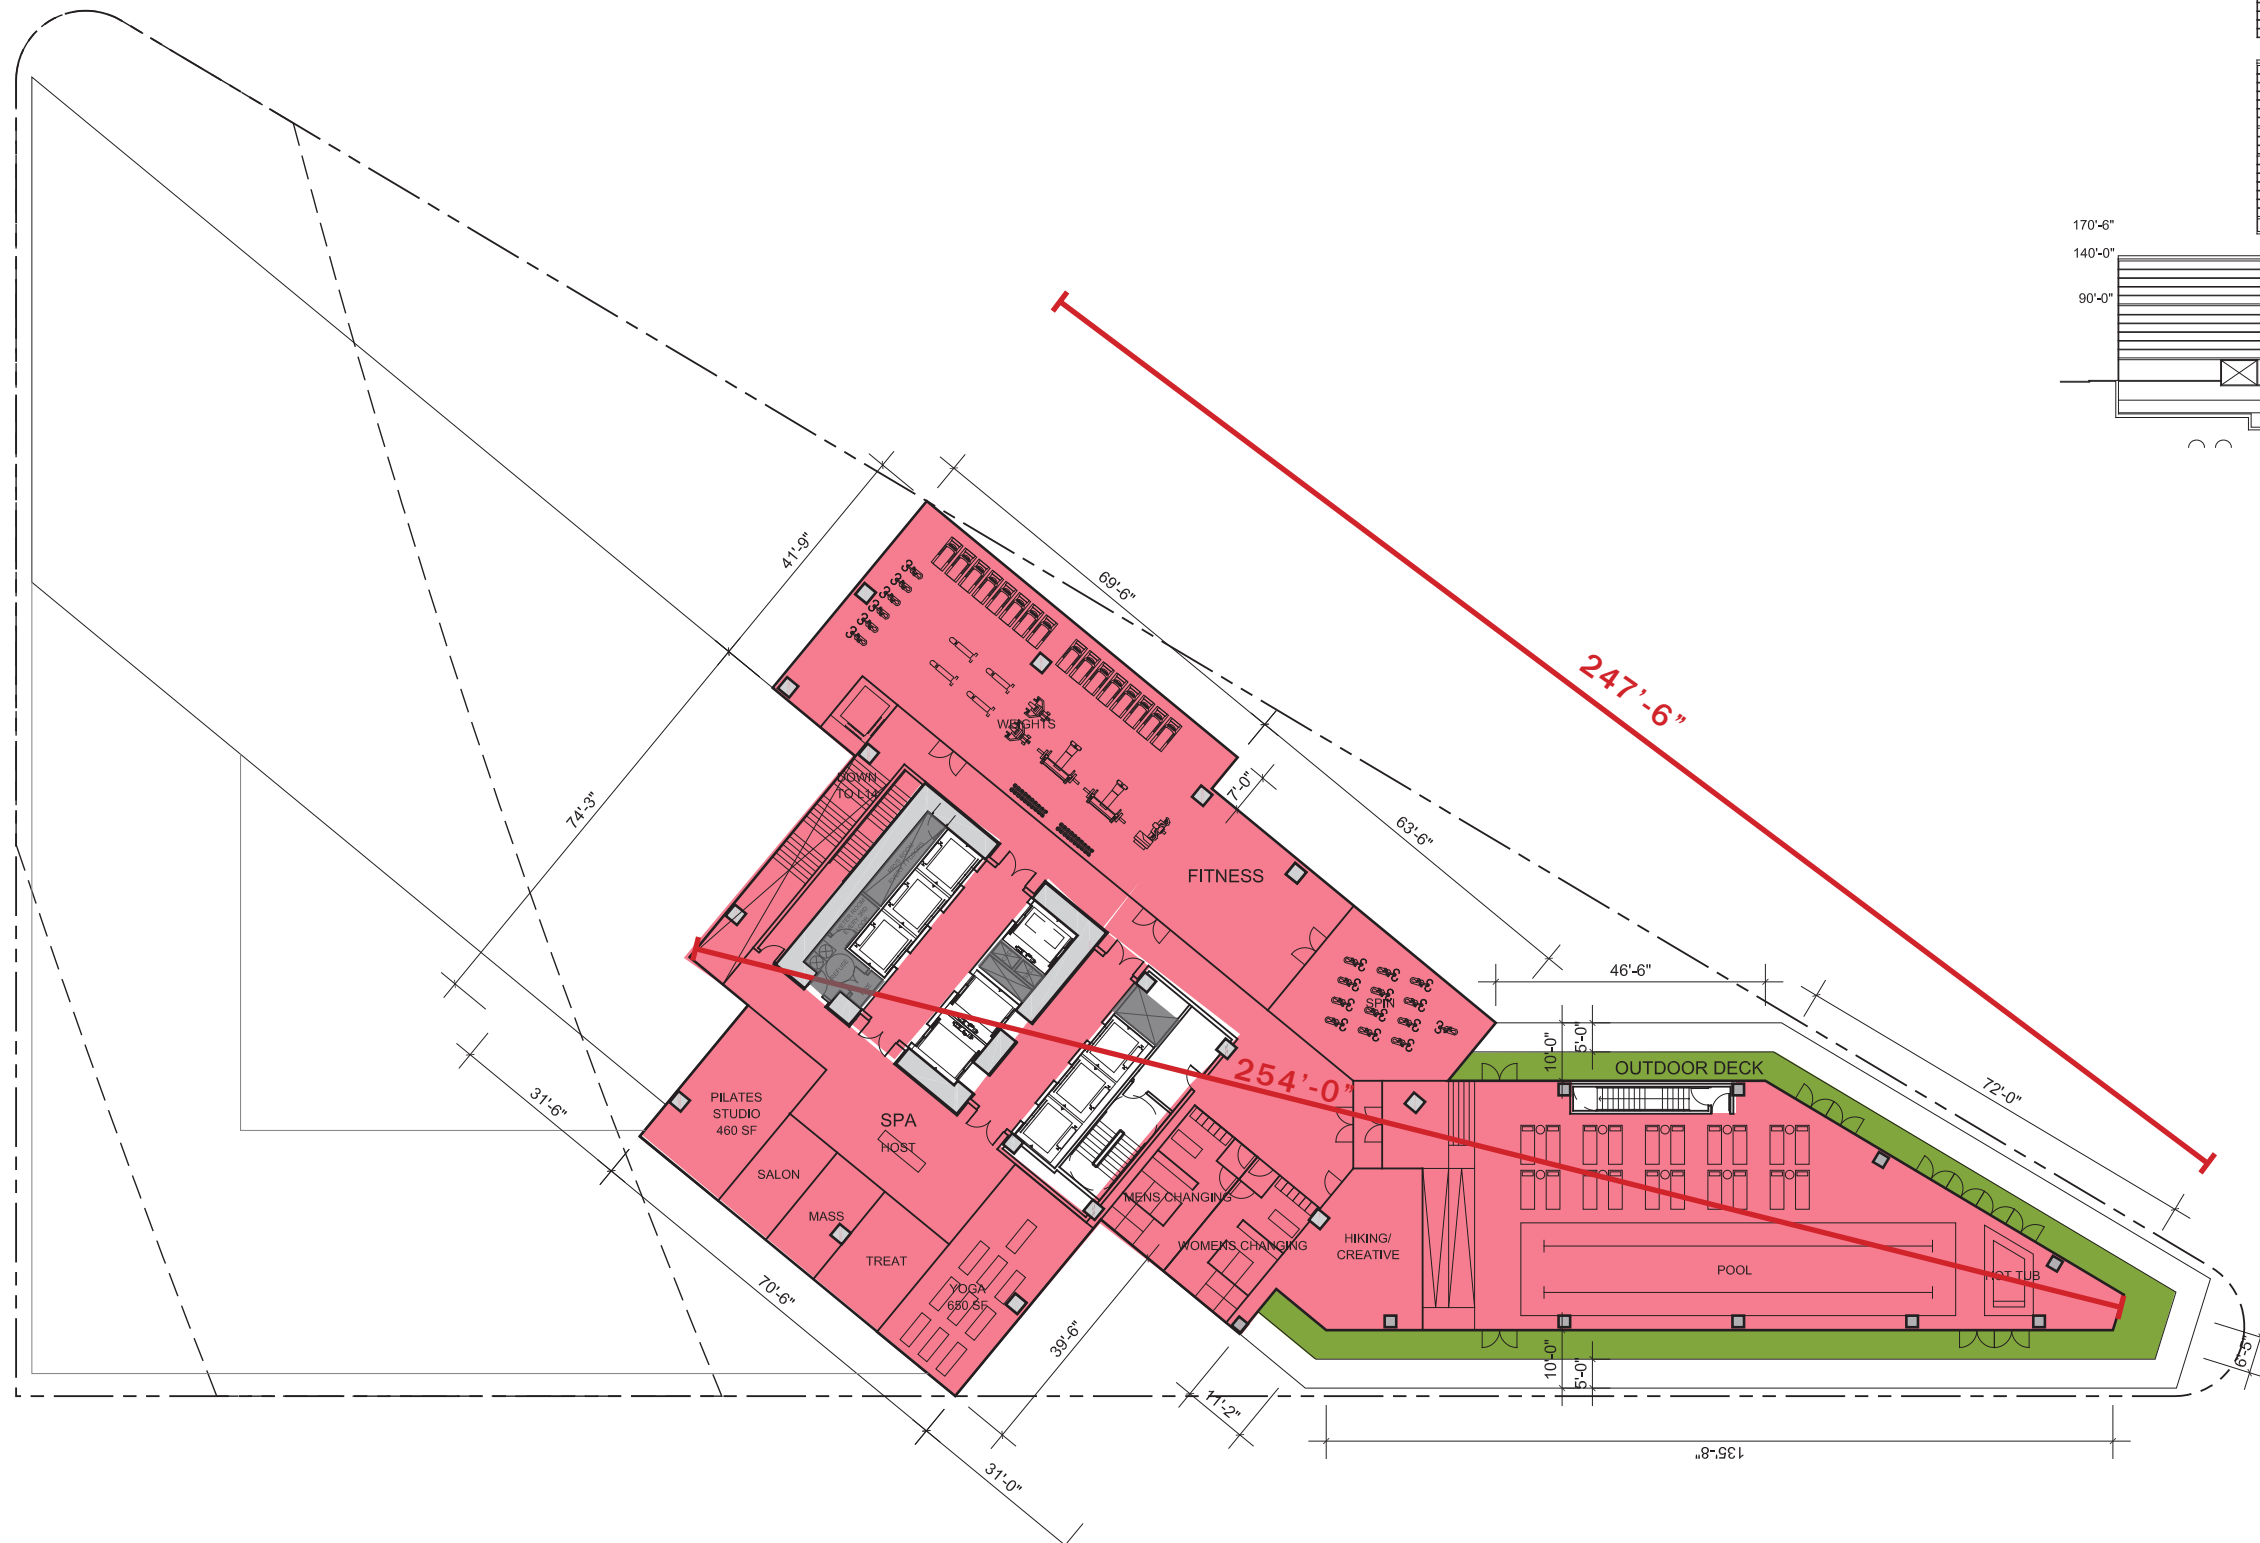 170'-6"
140'-0"
90'-0"
41'-9"
69'-6"
247'-6"
WEIGHTS
DOWN
TO L14
74'-3"
7'-0"
63'-6"
FITNESS
SPIN
46'-6"
10'-0"
5'-0"
OUTDOOR DECK
254'-0"
72'-0"
31'-6"
PILATES
STUDIO
460 SF
SPA
HOST
SALON
MASS
TREAT
YOGA
650 SF
MENS CHANGING
WOMENS CHANGING
HIKING/
CREATIVE
POOL
HOT TUB
70'-6"
39'-6"
11'-2"
31'-0"
10'-0"
5'-0"
6'-5"
135'-8"